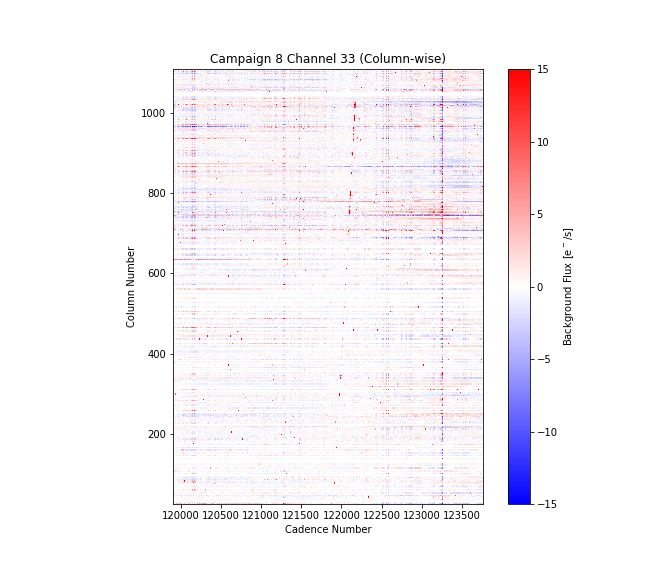 Campaign 8 Channel 33 (Column-wise)
1000
800
600
400
200
Column Number
120000 120500 121000 121500 122000 122500 123000 123500
Cadence Number
15
10
5
0
−5
−10
−15
Background Flux [e⁻/s]